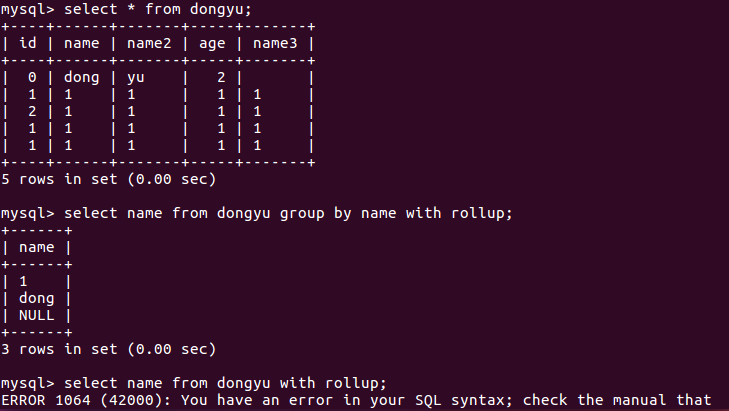 mysql> select * from dongyu;
+----+------+-------+-----+-------+
| id | name | name2 | age | name3 |
+----+------+-------+-----+-------+
|  0 | dong | yu    |   2 |       |
|  1 | 1    | 1     |   1 | 1     |
|  2 | 1    | 1     |   1 | 1     |
|  1 | 1    | 1     |   1 | 1     |
|  1 | 1    | 1     |   1 | 1     |
+----+------+-------+-----+-------+
5 rows in set (0.00 sec)
mysql> select name from dongyu group by name with rollup;
+------+
| name |
+------+
| 1    |
| dong |
| NULL |
+------+
3 rows in set (0.00 sec)
mysql> select name from dongyu with rollup;
ERROR 1064 (42000): You have an error in your SQL syntax; check the manual that